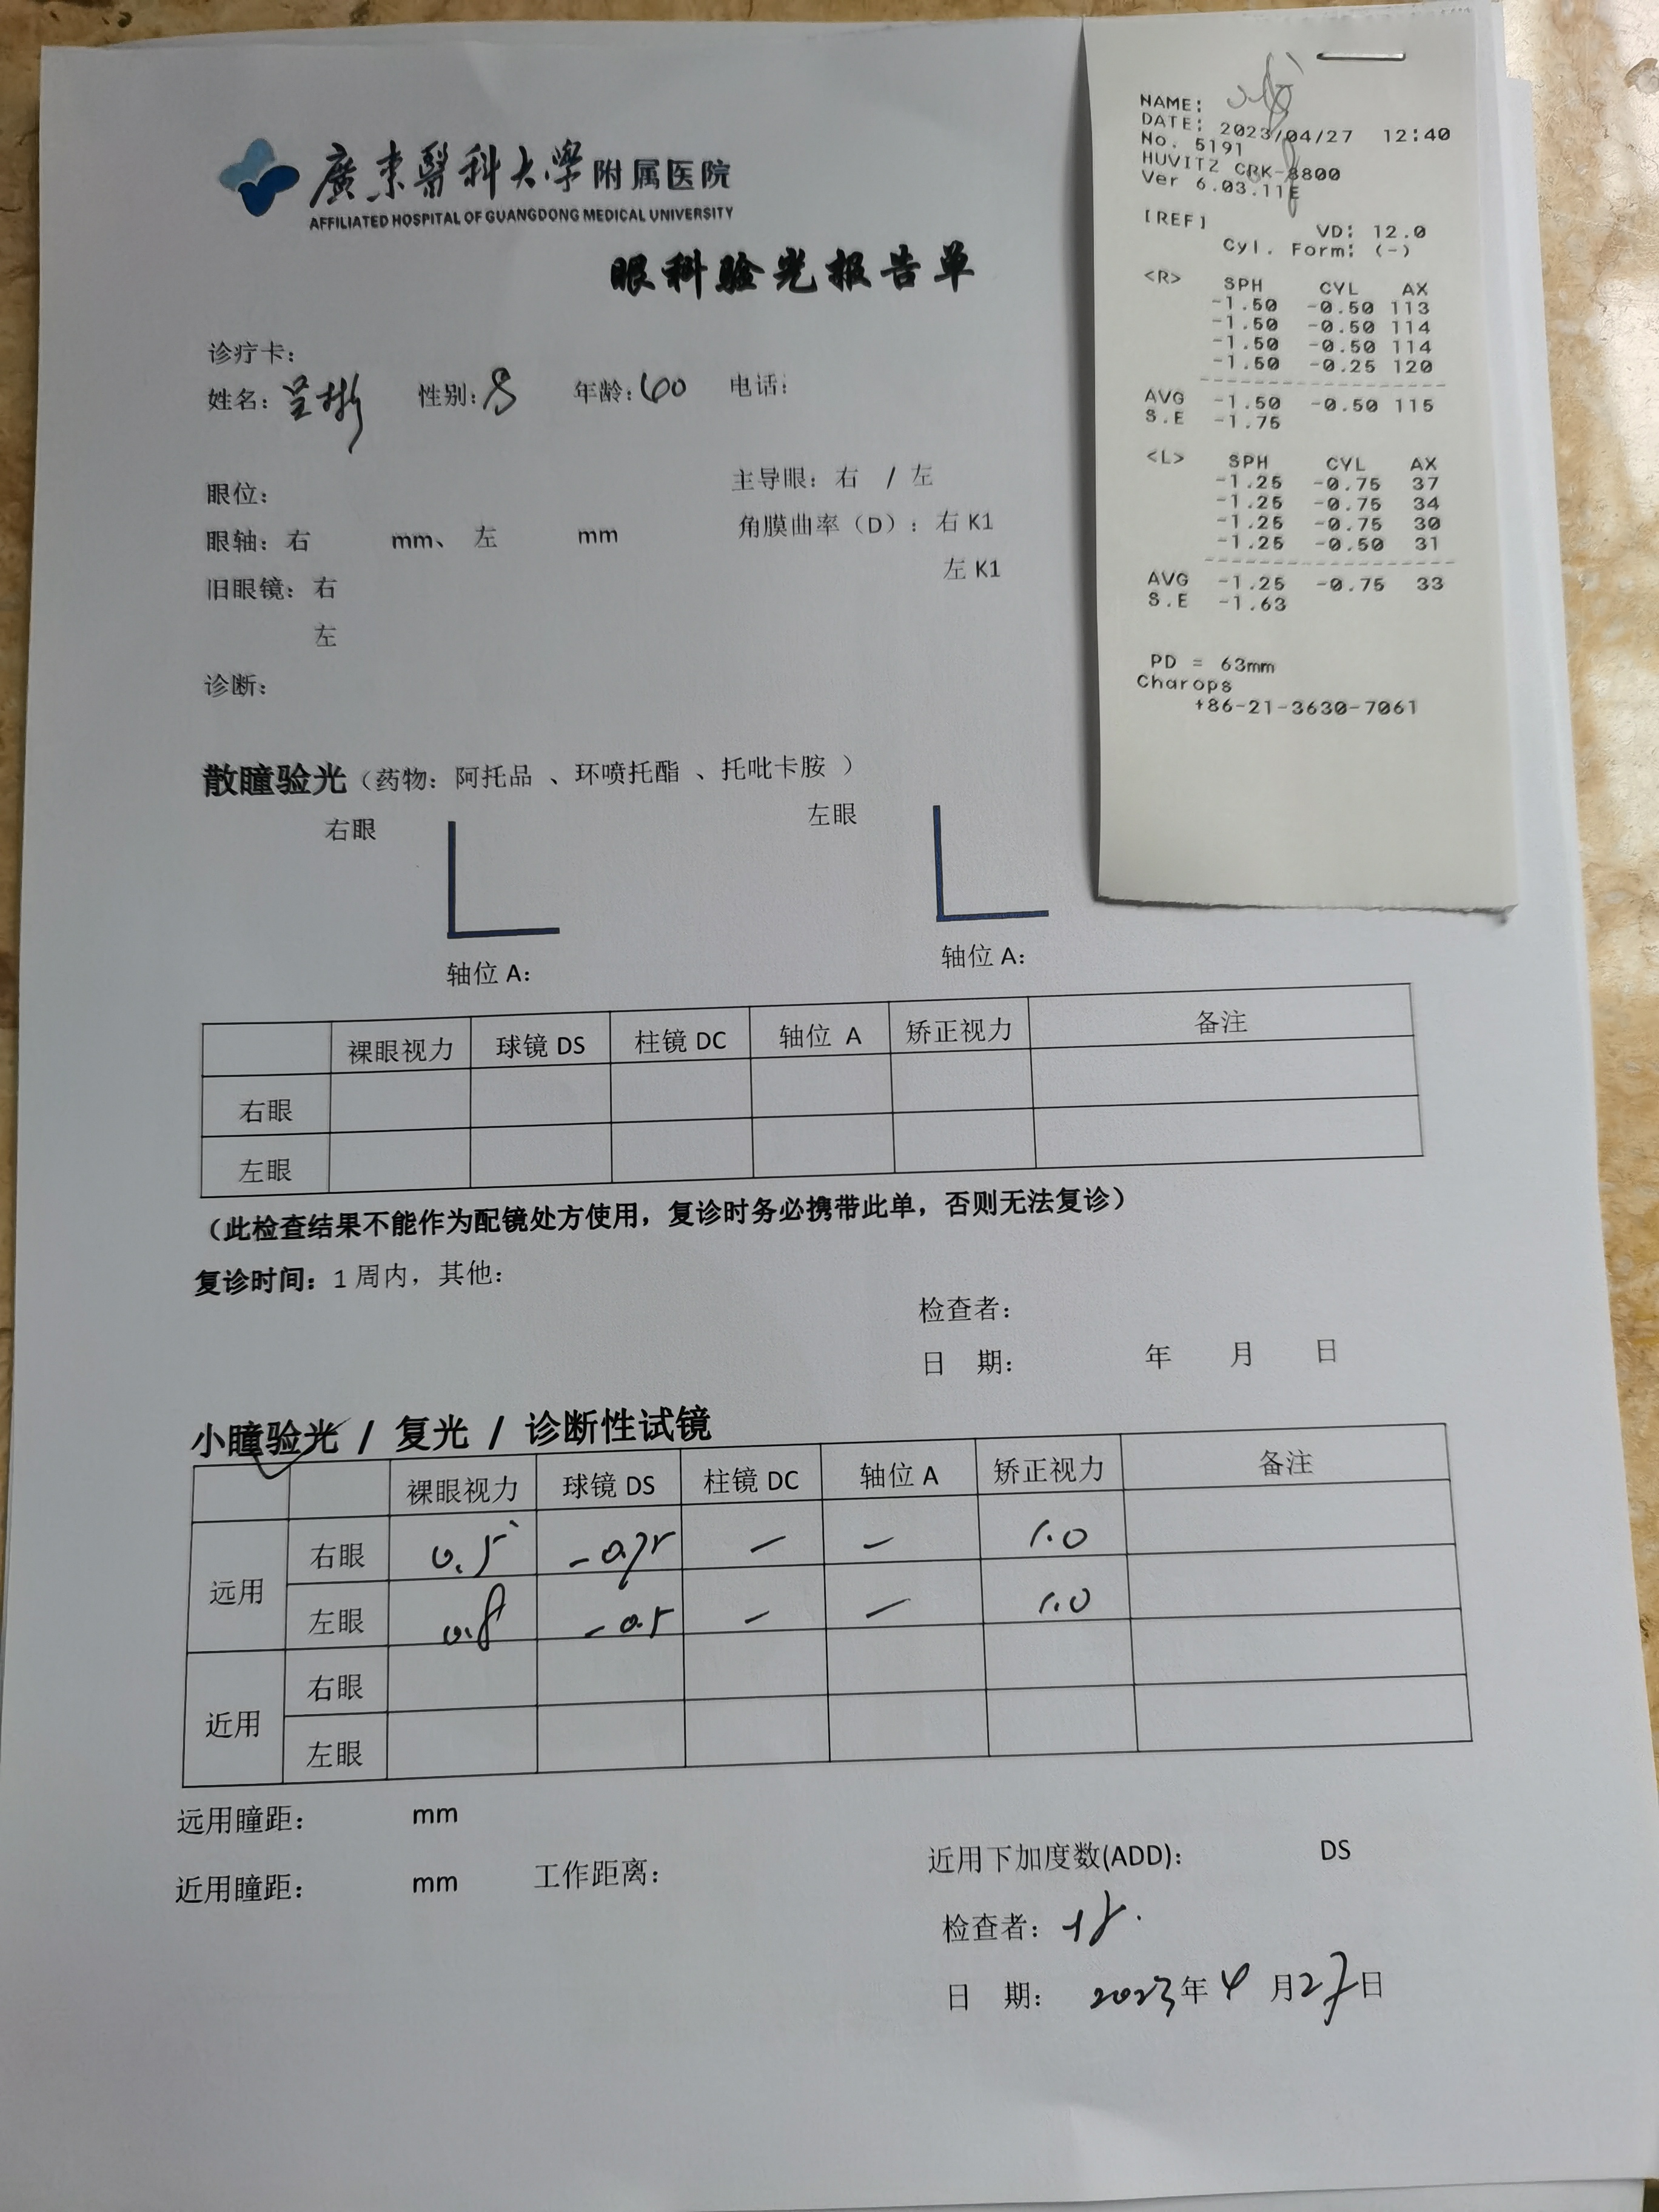 廣東醫科大學附属医院
AFFILIATED HOSPITAL OF GUANGDONG MEDICAL UNIVERSITY
眼科验光报告单
诊疗卡：
姓名： 性别： 年龄：60 电话：
眼位： 主导眼：右 / 左
眼轴：右 mm、 左 mm 角膜曲率（D）：右 K1
左 K1
旧眼镜：右
左
诊断：
NAME:
DATE: 2023/04/27 12:40
No. 5191
HUVITZ CRK-8800
Ver 6.03.11E
[REF] VD: 12.0
Cyl. Form: (-)
<R> SPH CYL AX
-1.50 -0.50 113
-1.50 -0.50 114
-1.50 -0.50 114
-1.50 -0.25 120
AVG -1.50 -0.50 115
S.E -1.75
<L> SPH CYL AX
-1.25 -0.75 37
-1.25 -0.75 34
-1.25 -0.75 30
-1.25 -0.50 31
AVG -1.25 -0.75 33
S.E -1.63
PD = 63mm
Charops
+86-21-3630-7061
散瞳验光（药物：阿托品 、环喷托酯 、托吡卡胺 ）
右眼 左眼
轴位 A： 轴位 A：
裸眼视力 球镜 DS 柱镜 DC 轴位 A 矫正视力 备注
右眼
左眼
（此检查结果不能作为配镜处方使用，复诊时务必携带此单，否则无法复诊）
复诊时间：1 周内，其他：
检查者：
日 期： 年 月 日
小瞳验光 / 复光 / 诊断性试镜
裸眼视力 球镜 DS 柱镜 DC 轴位 A 矫正视力 备注
远用 右眼 0.5 -0.75 — — 1.0
左眼 0.8 -0.5 — — 1.0
近用 右眼
左眼
远用瞳距： mm
近用瞳距： mm 工作距离： 近用下加度数(ADD)： DS
检查者：
日 期： 2023年4月27日